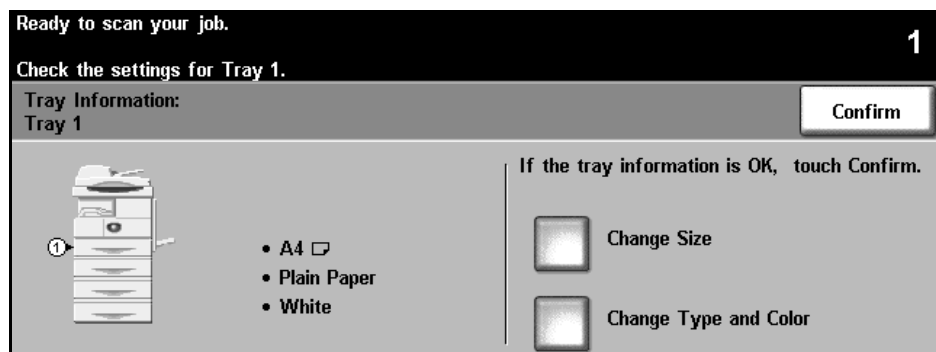 Ready to scan your job.
1
Check the settings for Tray 1.
Tray Information:
Tray 1
Confirm
If the tray information is OK, touch Confirm.
1
• A4
• Plain Paper
• White
Change Size
Change Type and Color